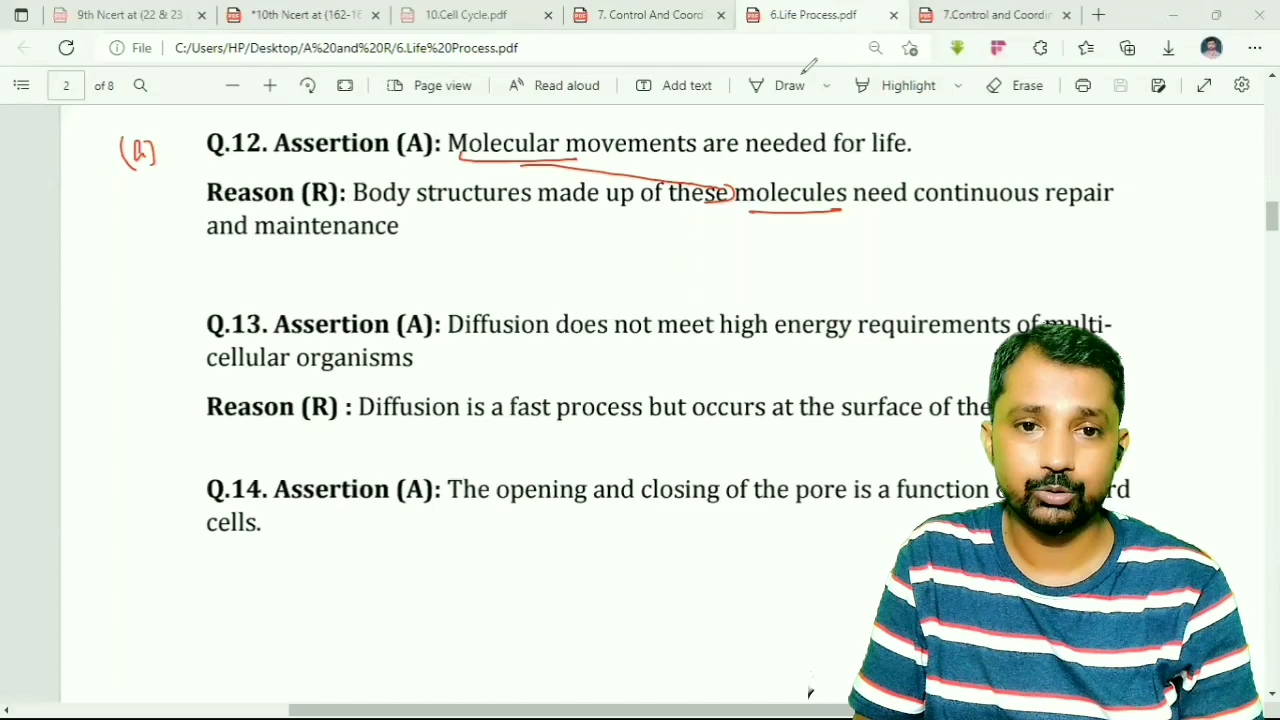 9th Ncert at (22 & 23
*10th Ncert at (162-16
10.Cell Cycle.pdf
7. Control And Coord
6.Life Process.pdf
7.Control and Coordin
File C:/Users/HP/Desktop/A%20and%20R/6.Life%20Process.pdf
2 of 8 Page view Read aloud Add text Draw Highlight Erase
Q.12. Assertion (A): Molecular movements are needed for life.
Reason (R): Body structures made up of these molecules need continuous repair
and maintenance
Q.13. Assertion (A): Diffusion does not meet high energy requirements of multi-
cellular organisms
Reason (R) : Diffusion is a fast process but occurs at the surface of the
Q.14. Assertion (A): The opening and closing of the pore is a function
cells.